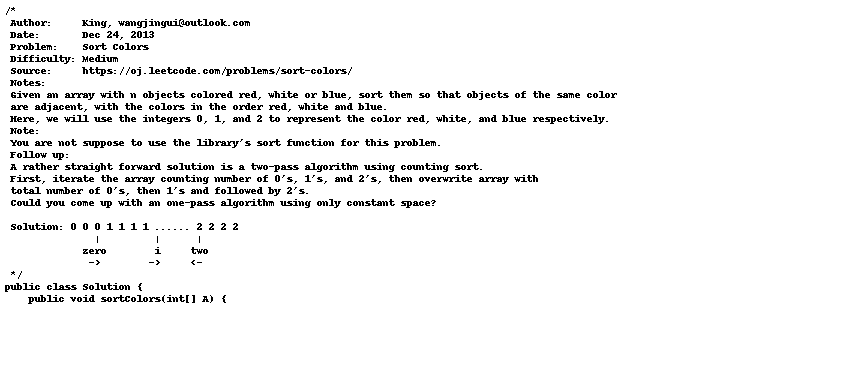 /*
Author: King, wangjingui@outlook.com
Date: Dec 24, 2013
Problem: Sort Colors
Difficulty: Medium
Source: https://oj.leetcode.com/problems/sort-colors/
Notes:
Given an array with n objects colored red, white or blue, sort them so that objects of the same color
are adjacent, with the colors in the order red, white and blue.
Here, we will use the integers 0, 1, and 2 to represent the color red, white, and blue respectively.
Note:
You are not suppose to use the library's sort function for this problem.
Follow up:
A rather straight forward solution is a two-pass algorithm using counting sort.
First, iterate the array counting number of 0's, 1's, and 2's, then overwrite array with
total number of 0's, then 1's and followed by 2's.
Could you come up with an one-pass algorithm using only constant space?
Solution: 0 0 0 1 1 1 1 ...... 2 2 2 2
| | |
zero i two
-> -> <-
*/
public class Solution {
public void sortColors(int[] A) {